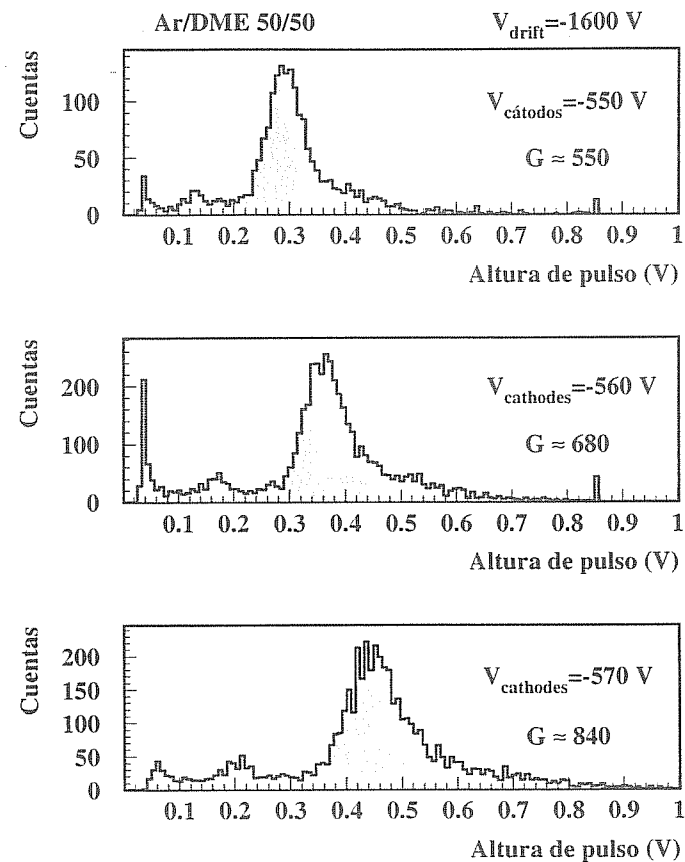 Ar/DME 50/50 V_drift=-1600 V
Cuentas
100
50
0
V_cátodos=-550 V
G ≈ 550
0.1 0.2 0.3 0.4 0.5 0.6 0.7 0.8 0.9 1
Altura de pulso (V)
Cuentas
200
100
0
V_cathodes=-560 V
G ≈ 680
0.1 0.2 0.3 0.4 0.5 0.6 0.7 0.8 0.9 1
Altura de pulso (V)
Cuentas
200
150
100
50
0
V_cathodes=-570 V
G ≈ 840
0.1 0.2 0.3 0.4 0.5 0.6 0.7 0.8 0.9 1
Altura de pulso (V)